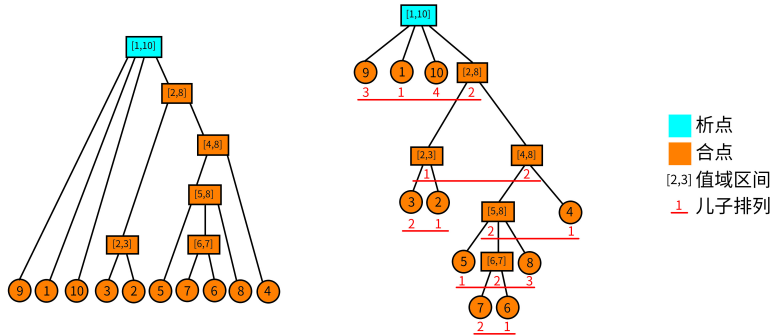 [1,10]
[2,8]
[4,8]
[5,8]
[2,3] [6,7]
9 1 10 3 2 5 7 6 8 4
[1,10]
9 1 10 [2,8]
3 1 4 2
[2,3] [4,8]
1 2
3 2 [5,8] 4
2 1 2 1
5 [6,7] 8
1 2 3
7 6
2 1
析点
合点
[2,3] 值域区间
1 儿子排列